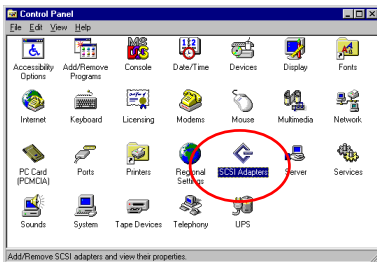 Control Panel
File Edit View Help
Accessibility Options
Add/Remove Programs
Console
Date/Time
Devices
Display
Fonts
Internet
Keyboard
Licensing
Modems
Mouse
Multimedia
Network
PC Card (PCMCIA)
Ports
Printers
Regional Settings
SCSI Adapters
Server
Services
Sounds
System
Tape Devices
Telephony
UPS
Add/Remove SCSI adapters and view their properties.